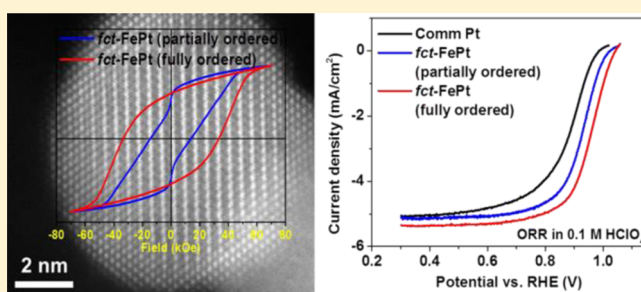 fct-FePt (partially ordered)
fct-FePt (fully ordered)
-80 -60 -40 -20 0 20 40 60 80
Field (kOe)
2 nm
Current density (mA/cm²)
0
-2
-4
-6
Comm Pt
fct-FePt
(partially ordered)
fct-FePt
(fully ordered)
ORR in 0.1 M HClO
0.4 0.6 0.8 1.0
Potential vs. RHE (V)